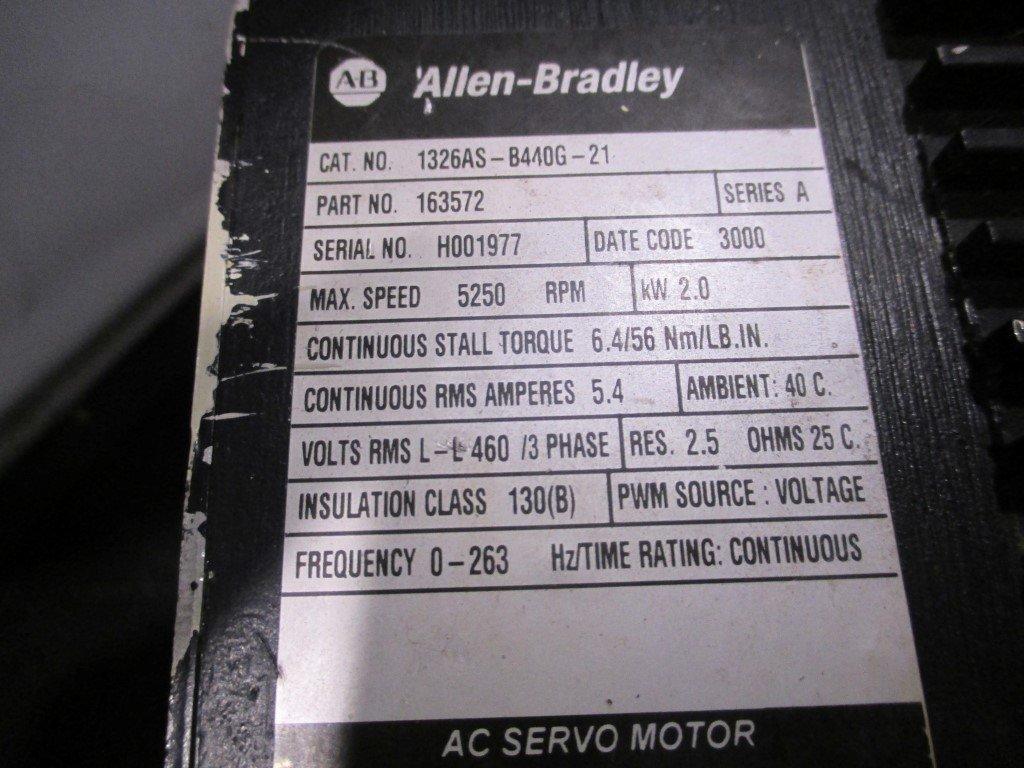 AB Allen-Bradley
CAT. NO. 1326AS-B440G-21
PART NO. 163572 SERIES A
SERIAL NO. H001977 DATE CODE 3000
MAX. SPEED 5250 RPM kW 2.0
CONTINUOUS STALL TORQUE 6.4/56 Nm/LB.IN.
CONTINUOUS RMS AMPERES 5.4 AMBIENT: 40 C.
VOLTS RMS L-L 460 /3 PHASE RES. 2.5 OHMS 25 C.
INSULATION CLASS 130(B) PWM SOURCE : VOLTAGE
FREQUENCY 0-263 Hz/TIME RATING: CONTINUOUS
AC SERVO MOTOR